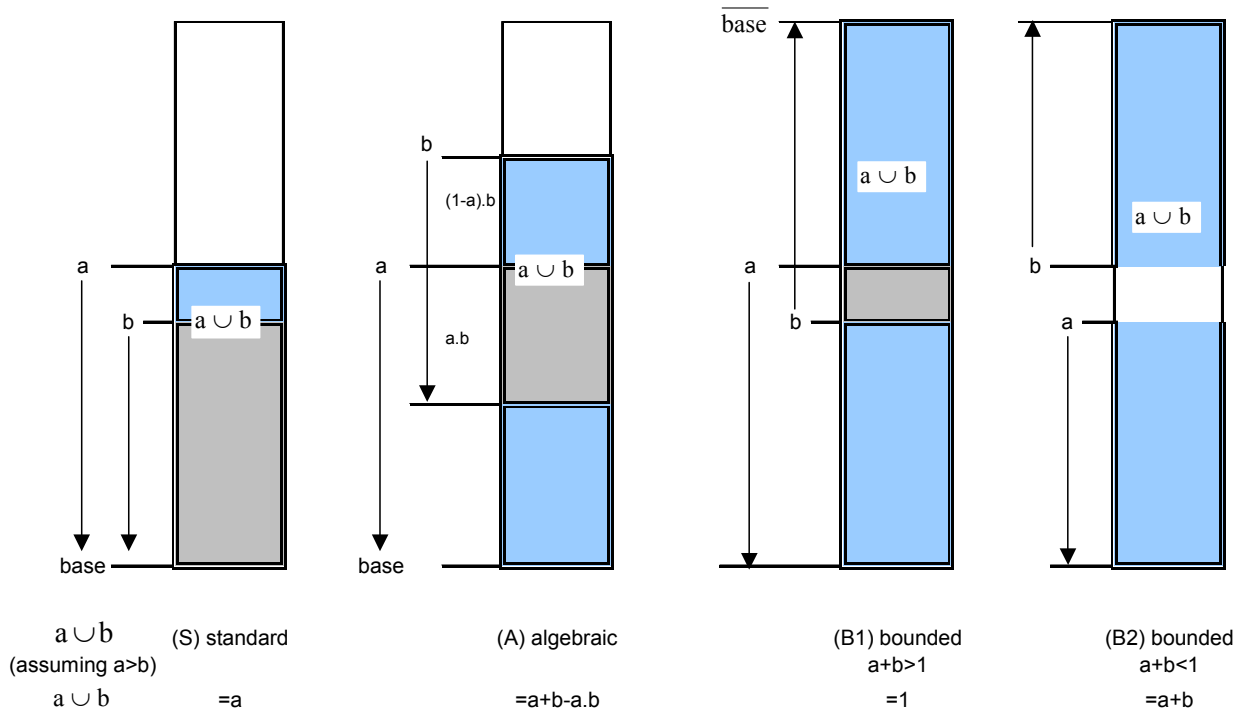 base
b
(1-a).b
a ∪ b
a ∪ b
a
a ∪ b
a
a
b
b
a ∪ b
b
a
a.b
base
base
a ∪ b (S) standard (A) algebraic (B1) bounded (B2) bounded
(assuming a>b) a+b>1 a+b<1
a ∪ b =a =a+b-a.b =1 =a+b